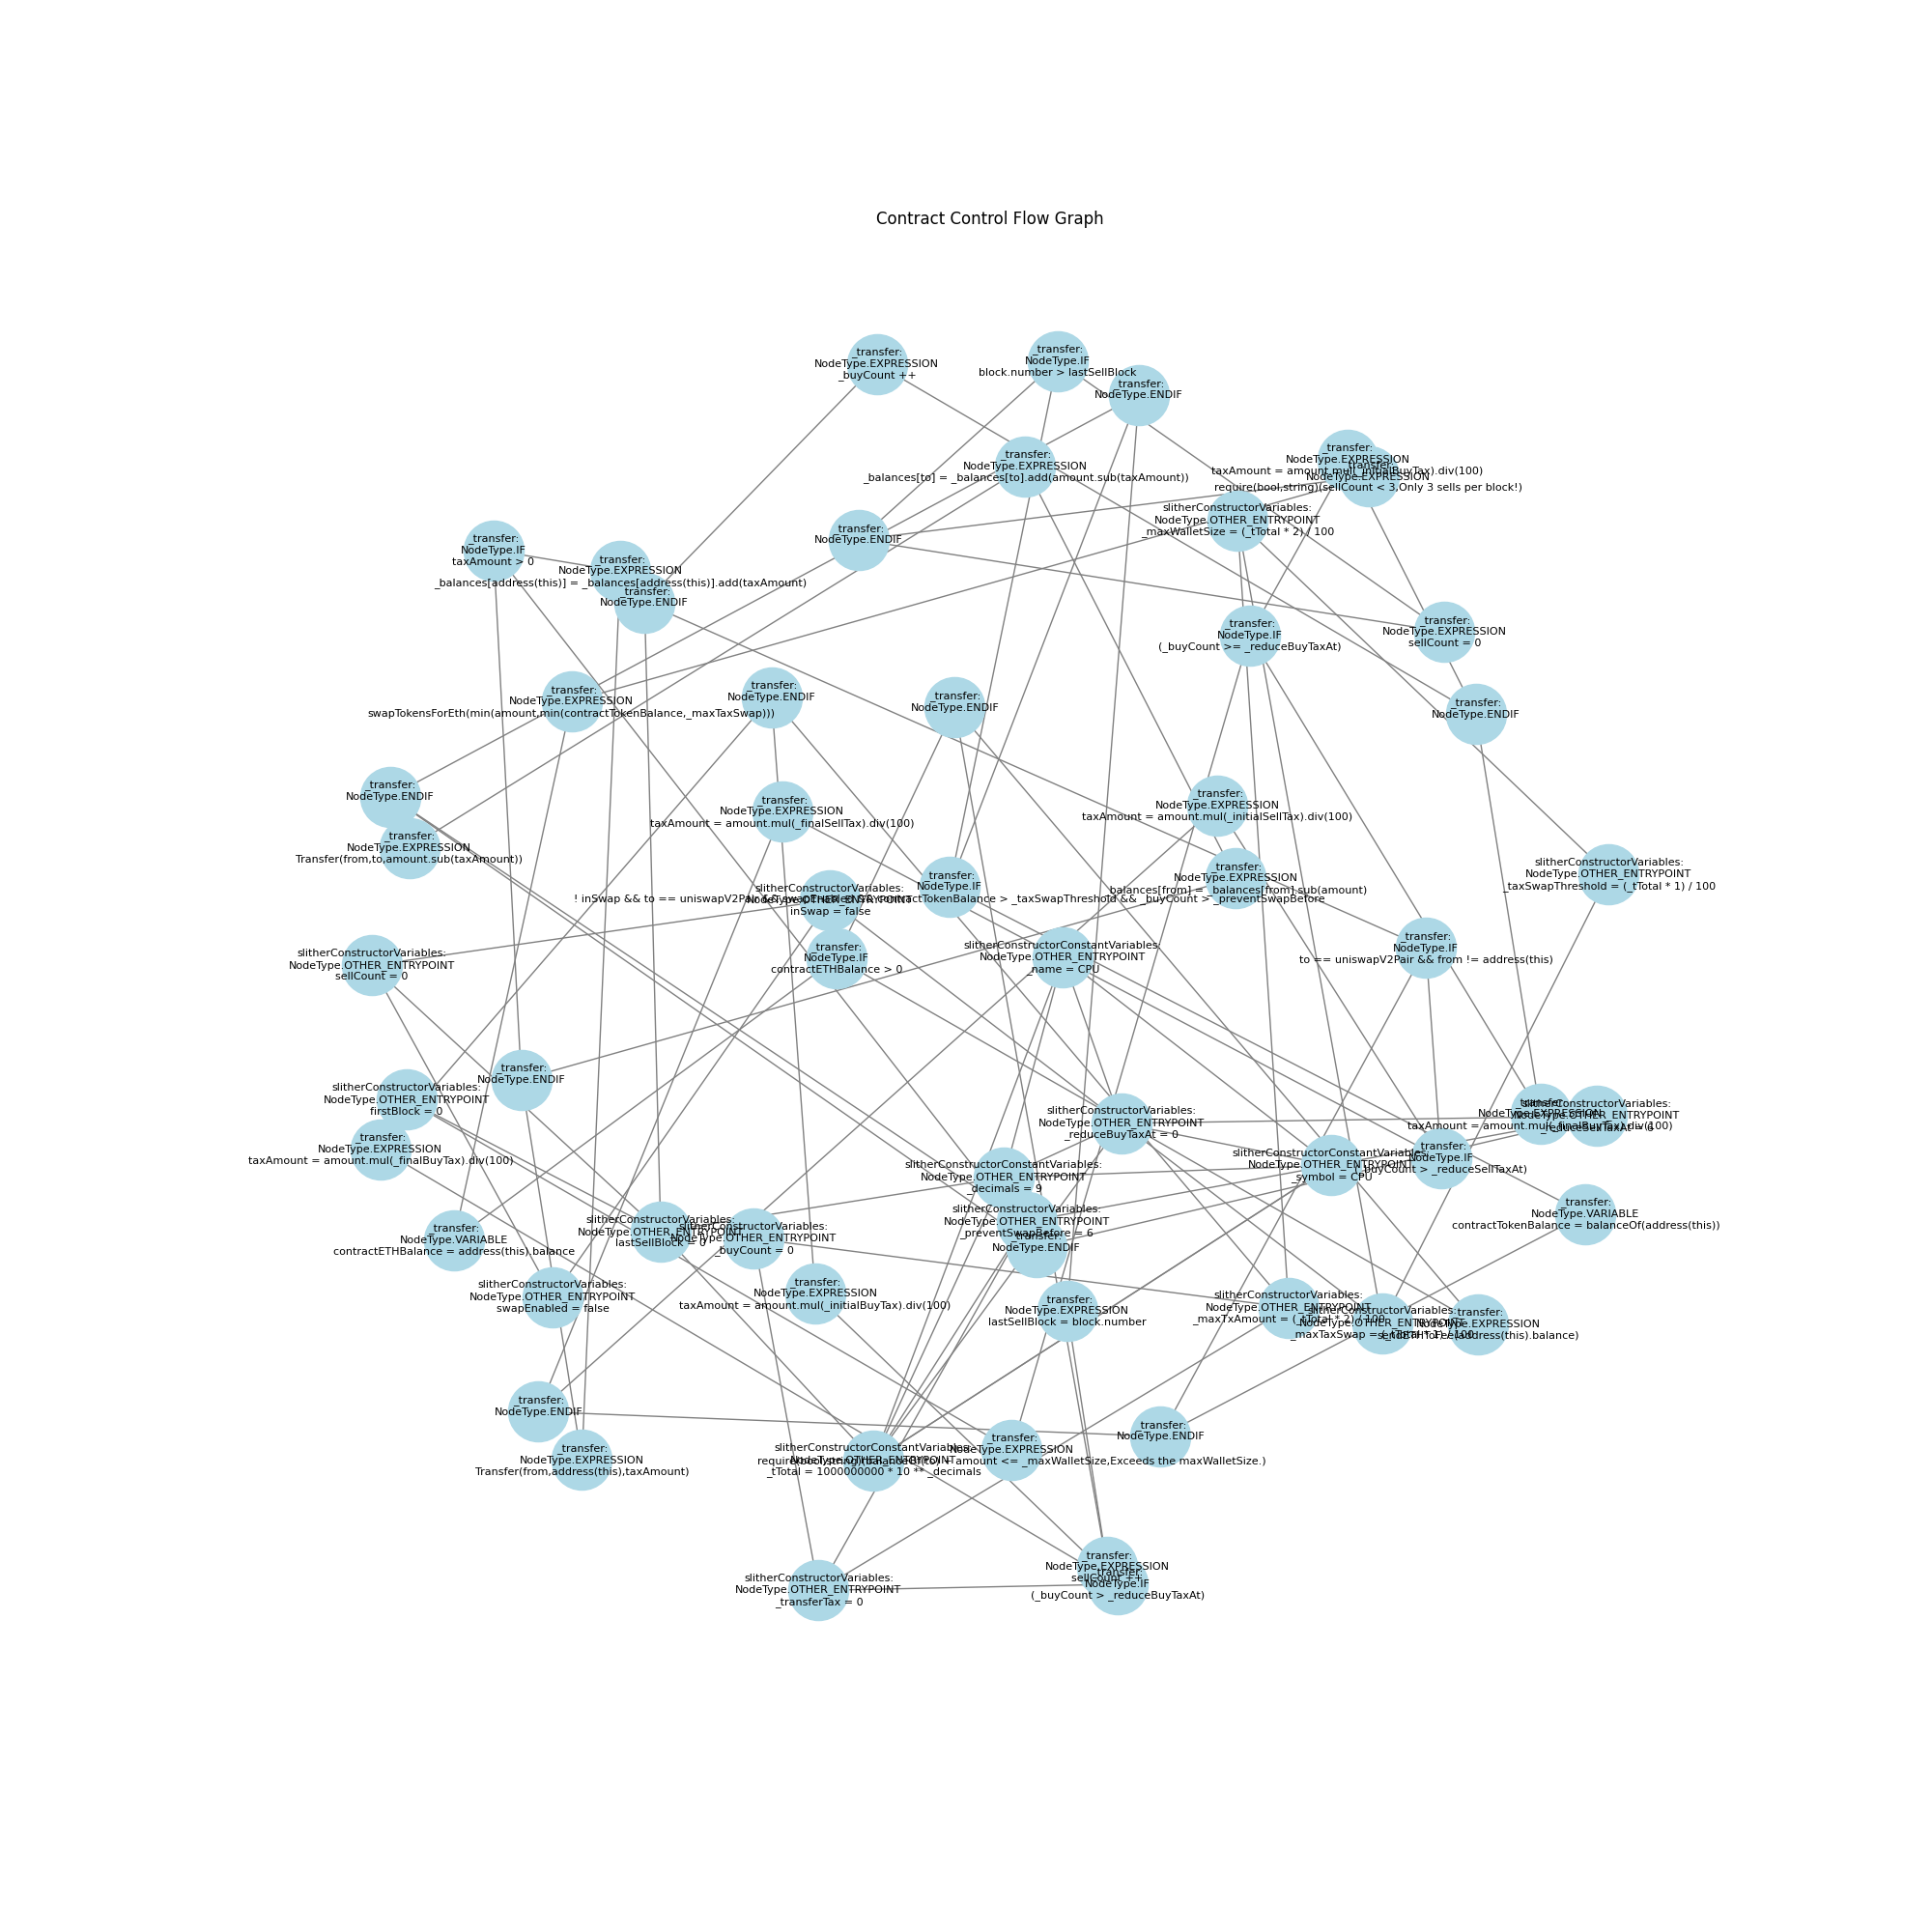 Contract Control Flow Graph
_transfer:
NodeType.EXPRESSION
_buyCount ++
_transfer:
NodeType.IF
block.number > lastSellBlock
_transfer:
NodeType.ENDIF
_transfer:
NodeType.EXPRESSION
_balances[to] = _balances[to].add(amount.sub(taxAmount))
_transfer:
NodeType.EXPRESSION
taxAmount = amount.mul(_initialBuyTax).div(100)
_transfer:
NodeType.EXPRESSION
require(bool,string)(sellCount < 3,Only 3 sells per block!)
slitherConstructorVariables:
NodeType.OTHER_ENTRYPOINT
_maxWalletSize = (_tTotal * 2) / 100
_transfer:
NodeType.ENDIF
_transfer:
NodeType.IF
taxAmount > 0
_transfer:
NodeType.EXPRESSION
_balances[address(this)] = _balances[address(this)].add(taxAmount)
_transfer:
NodeType.ENDIF
_transfer:
NodeType.EXPRESSION
sellCount = 0
_transfer:
NodeType.IF
(_buyCount >= _reduceBuyTaxAt)
_transfer:
NodeType.EXPRESSION
swapTokensForEth(min(amount,min(contractTokenBalance,_maxTaxSwap)))
_transfer:
NodeType.ENDIF
_transfer:
NodeType.ENDIF
_transfer:
NodeType.ENDIF
_transfer:
NodeType.ENDIF
_transfer:
NodeType.EXPRESSION
taxAmount = amount.mul(_finalSellTax).div(100)
_transfer:
NodeType.EXPRESSION
taxAmount = amount.mul(_initialSellTax).div(100)
_transfer:
NodeType.EXPRESSION
Transfer(from,to,amount.sub(taxAmount))
slitherConstructorVariables:
NodeType.OTHER_ENTRYPOINT
_taxSwapThreshold = (_tTotal * 1) / 100
_transfer:
NodeType.EXPRESSION
_balances[from] = _balances[from].sub(amount)
_transfer:
NodeType.IF
! inSwap && to == uniswapV2Pair && swapEnabled && contractTokenBalance > _taxSwapThreshold && _buyCount > _preventSwapBefore
slitherConstructorVariables:
NodeType.OTHER_ENTRYPOINT
inSwap = false
_transfer:
NodeType.IF
to == uniswapV2Pair && from != address(this)
slitherConstructorConstantVariables:
NodeType.OTHER_ENTRYPOINT
_name = CPU
_transfer:
NodeType.IF
contractETHBalance > 0
slitherConstructorVariables:
NodeType.OTHER_ENTRYPOINT
sellCount = 0
_transfer:
NodeType.ENDIF
slitherConstructorVariables:
NodeType.OTHER_ENTRYPOINT
firstBlock = 0
_transfer:
NodeType.EXPRESSION
taxAmount = amount.mul(_finalBuyTax).div(100)
slitherConstructorVariables:
NodeType.OTHER_ENTRYPOINT
_reduceSellTaxAt = 6
slitherConstructorVariables:
NodeType.OTHER_ENTRYPOINT
_reduceBuyTaxAt = 0
_transfer:
NodeType.EXPRESSION
taxAmount = amount.mul(_finalBuyTax).div(100)
_transfer:
NodeType.IF
(_buyCount > _reduceSellTaxAt)
slitherConstructorConstantVariables:
NodeType.OTHER_ENTRYPOINT
_symbol = CPU
slitherConstructorConstantVariables:
NodeType.OTHER_ENTRYPOINT
_decimals = 9
_transfer:
NodeType.VARIABLE
contractTokenBalance = balanceOf(address(this))
slitherConstructorVariables:
NodeType.OTHER_ENTRYPOINT
_preventSwapBefore = 6
_transfer:
NodeType.ENDIF
slitherConstructorVariables:
NodeType.OTHER_ENTRYPOINT
lastSellBlock = 0
slitherConstructorVariables:
NodeType.OTHER_ENTRYPOINT
_buyCount = 0
_transfer:
NodeType.VARIABLE
contractETHBalance = address(this).balance
slitherConstructorVariables:
NodeType.OTHER_ENTRYPOINT
swapEnabled = false
_transfer:
NodeType.EXPRESSION
taxAmount = amount.mul(_initialBuyTax).div(100)
_transfer:
NodeType.EXPRESSION
lastSellBlock = block.number
slitherConstructorVariables:
NodeType.OTHER_ENTRYPOINT
_maxTxAmount = (_tTotal * 2) / 100
slitherConstructorVariables:
NodeType.OTHER_ENTRYPOINT
_maxTaxSwap = (_tTotal * 1) / 100
_transfer:
NodeType.EXPRESSION
sendETHToFee(address(this).balance)
_transfer:
NodeType.ENDIF
_transfer:
NodeType.ENDIF
_transfer:
NodeType.EXPRESSION
Transfer(from,address(this),taxAmount)
slitherConstructorConstantVariables:
NodeType.OTHER_ENTRYPOINT
_tTotal = 1000000000 * 10 ** _decimals
_transfer:
NodeType.EXPRESSION
require(bool,string)(balanceOf(to) + amount <= _maxWalletSize,Exceeds the maxWalletSize.)
_transfer:
NodeType.EXPRESSION
sellCount ++
_transfer:
NodeType.IF
(_buyCount > _reduceBuyTaxAt)
slitherConstructorVariables:
NodeType.OTHER_ENTRYPOINT
_transferTax = 0